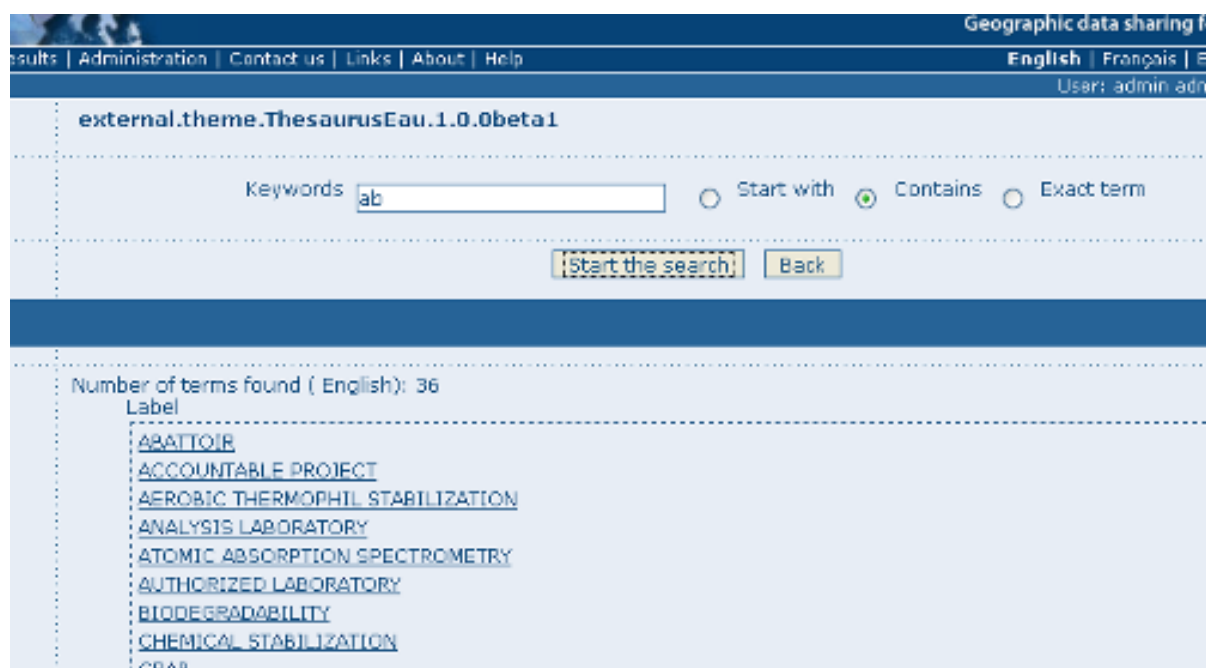 Geographic data sharing f
esults | Administration | Contact us | Links | About | Help English | Français | E
User: admin adm
external.theme.ThesaurusEau.1.0.0beta1
Keywords ab Start with Contains Exact term
Start the search Back
Number of terms found ( English): 36
Label
ABATTOIR
ACCOUNTABLE PROJECT
AEROBIC THERMOPHIL STABILIZATION
ANALYSIS LABORATORY
ATOMIC ABSORPTION SPECTROMETRY
AUTHORIZED LABORATORY
BIODEGRADABILITY
CHEMICAL STABILIZATION